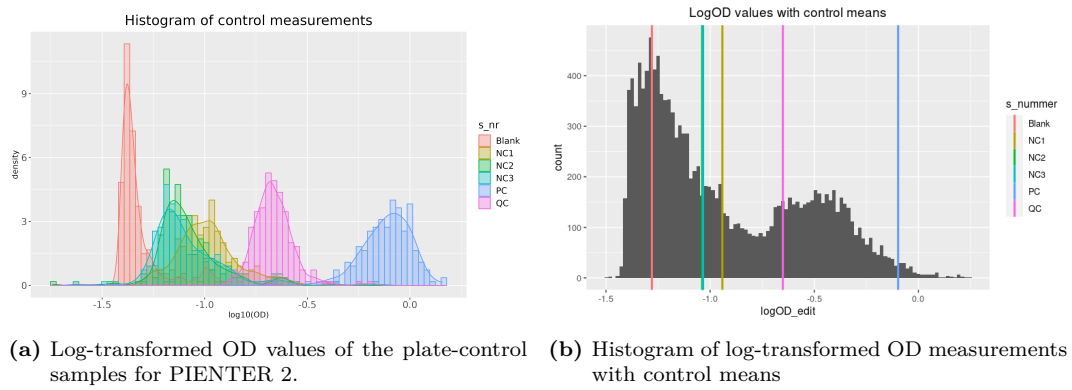 Histogram of control measurements
density
9
6
3
0
-1.5
-1.0
-0.5
0.0
log10(OD)
s_nr
Blank
NC1
NC2
NC3
PC
QC
(a) Log-transformed OD values of the plate-control
samples for PIENTER 2.
LogOD values with control means
count
400
300
200
100
0
-1.5
-1.0
-0.5
0.0
logOD_edit
s_nummer
Blank
NC1
NC2
NC3
PC
QC
(b) Histogram of log-transformed OD measurements
with control means